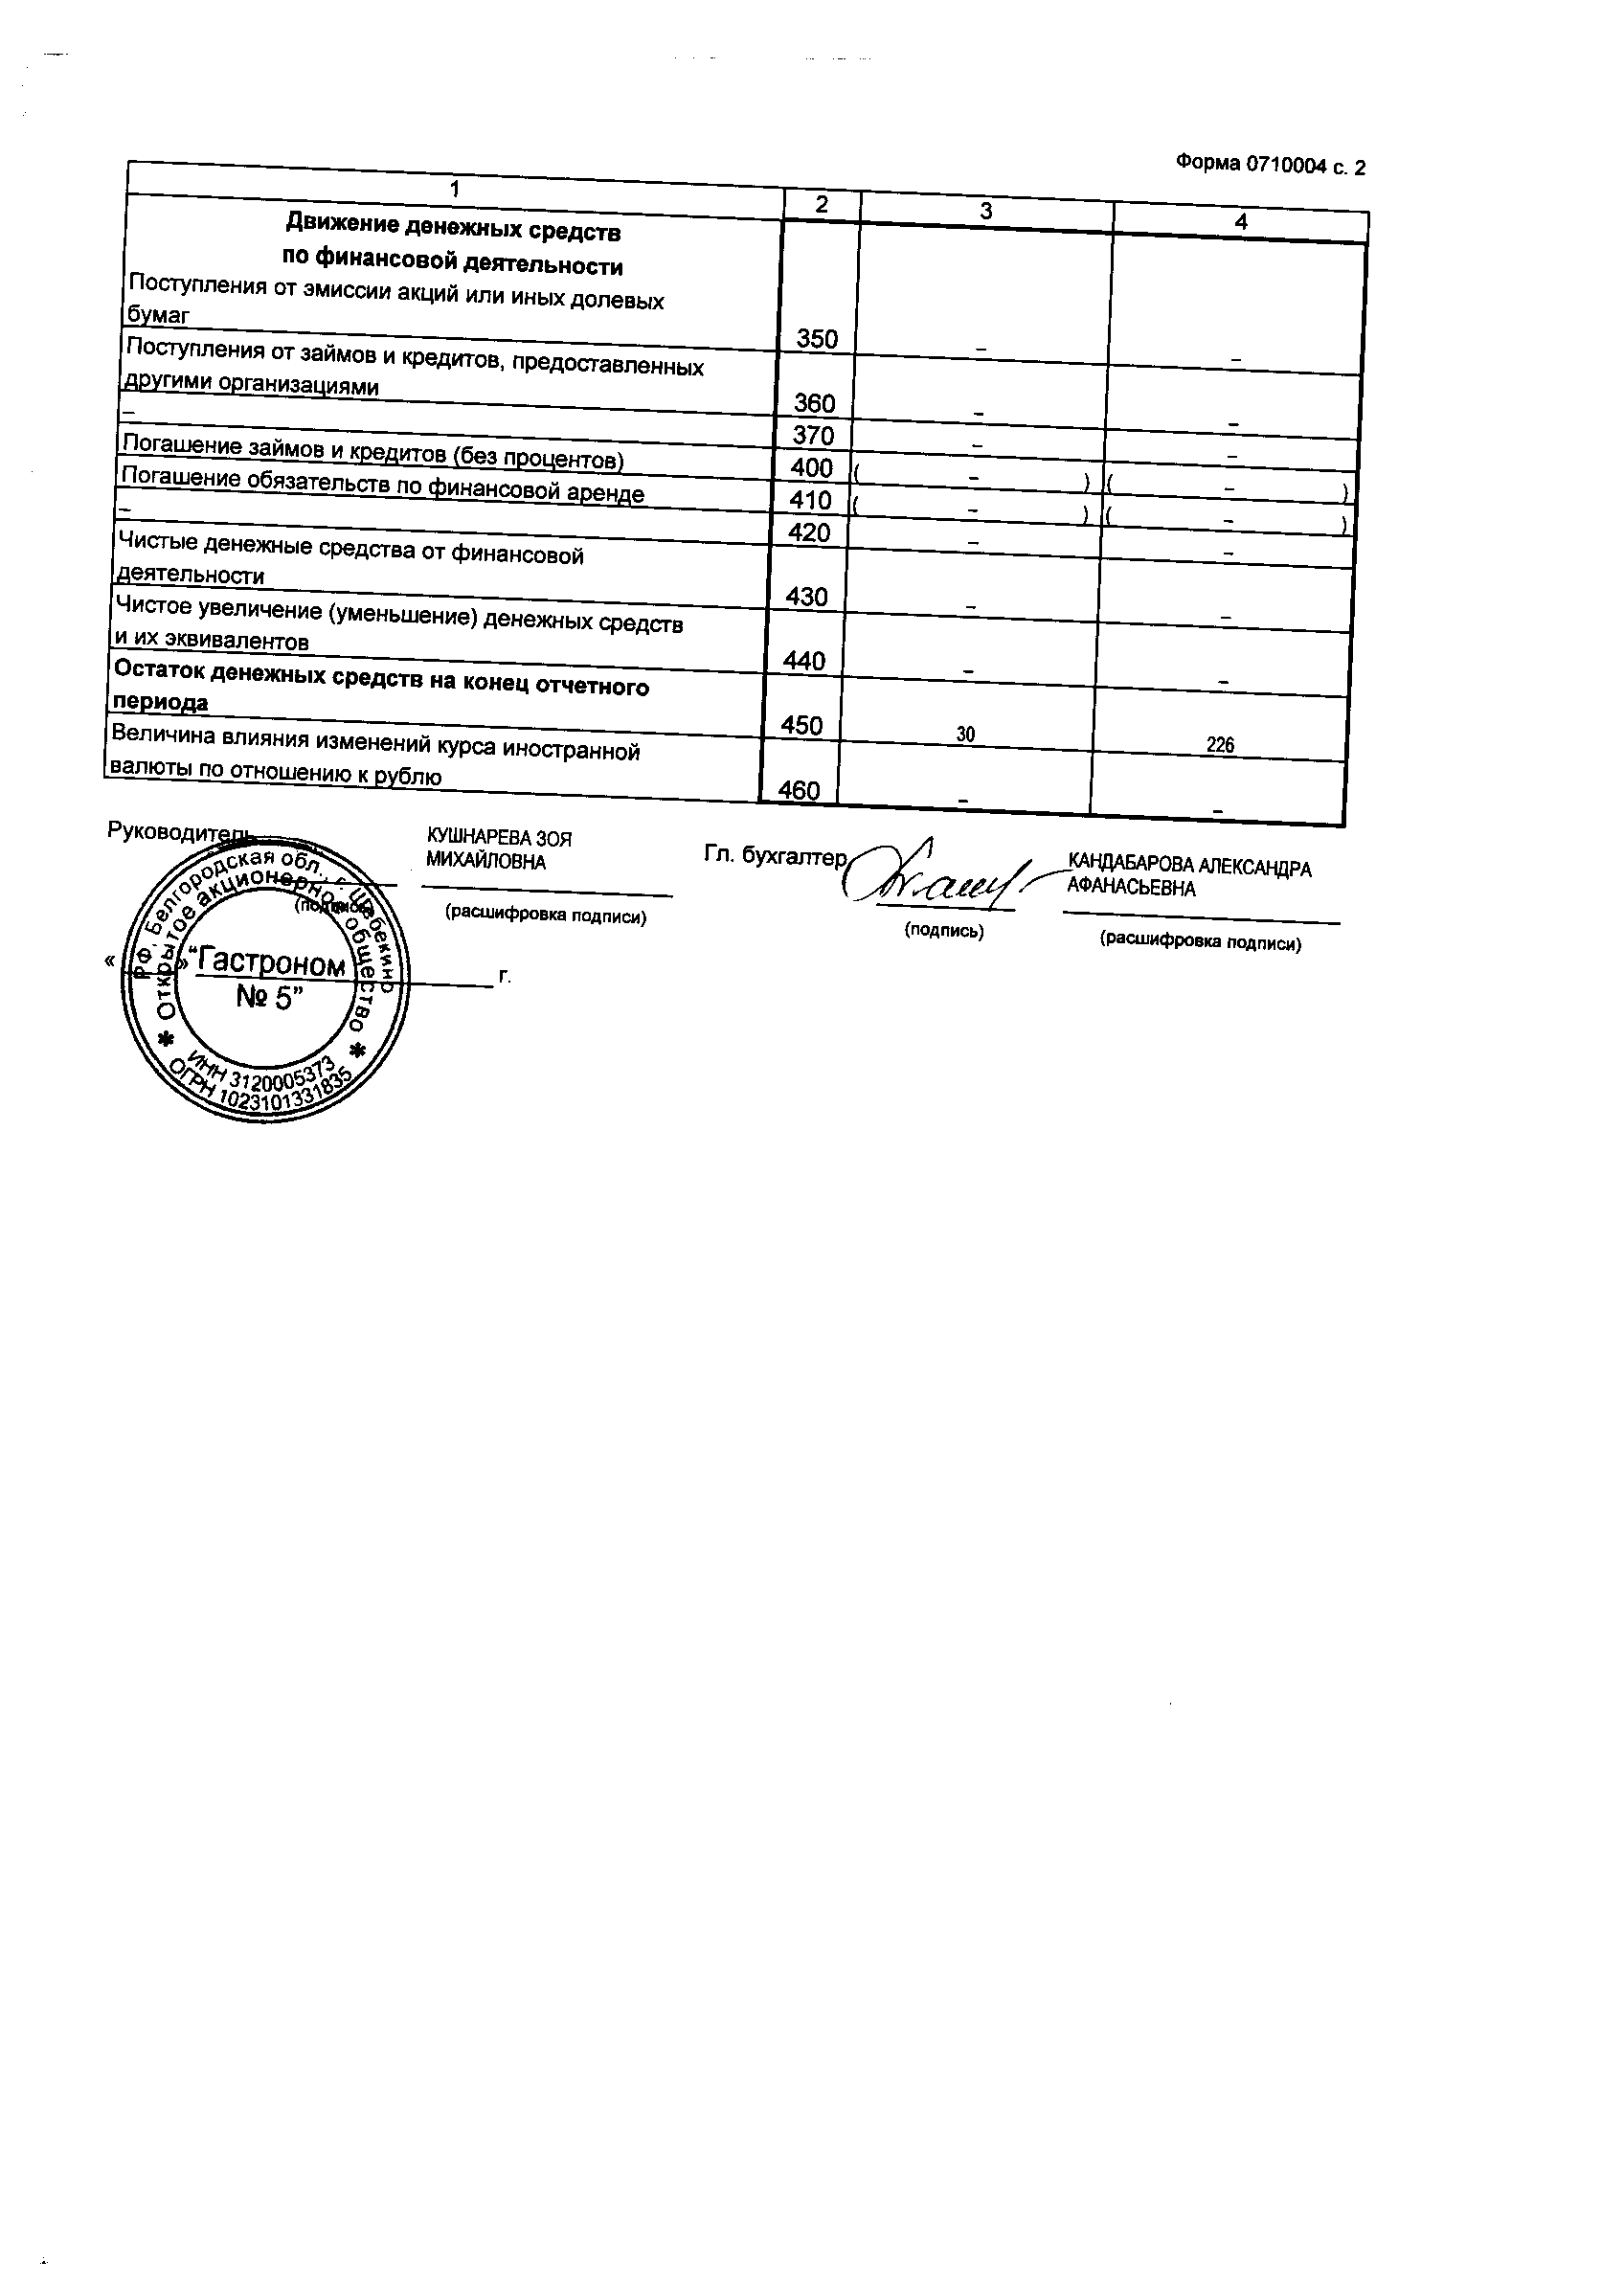 Форма 0710004 с. 2
1 2 3 4
Движение денежных средств
по финансовой деятельности
Поступления от эмиссии акций или иных долевых
бумаг 350 – –
Поступления от займов и кредитов, предоставленных
другими организациями 360 – –
– 370 – –
Погашение займов и кредитов (без процентов) 400 ( – ) ( – )
Погашение обязательств по финансовой аренде 410 ( – ) ( – )
– 420 – –
Чистые денежные средства от финансовой
деятельности 430 – –
Чистое увеличение (уменьшение) денежных средств
и их эквивалентов 440 – –
Остаток денежных средств на конец отчетного
периода 450 30 226
Величина влияния изменений курса иностранной
валюты по отношению к рублю 460 – –
Руководитель КУШНАРЕВА ЗОЯ
МИХАЙЛОВНА
(подпись) (расшифровка подписи)
Гл. бухгалтер КАНДАБАРОВА АЛЕКСАНДРА
АФАНАСЬЕВНА
(подпись) (расшифровка подписи)
« » г.
РФ, Белгородская обл., г. Шебекино
Открытое акционерное общество
"Гастроном
№ 5"
ИНН 3120005373
ОГРН 1023101331835